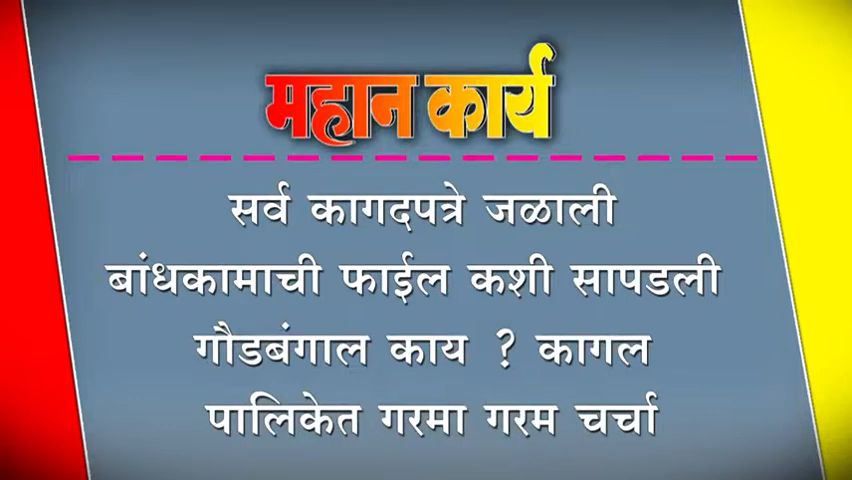 महान कार्य
सर्व कागदपत्रे जळाली
बांधकामाची फाईल कशी सापडली
गौडबंगाल काय ? कागल
पालिकेत गरमा गरम चर्चा